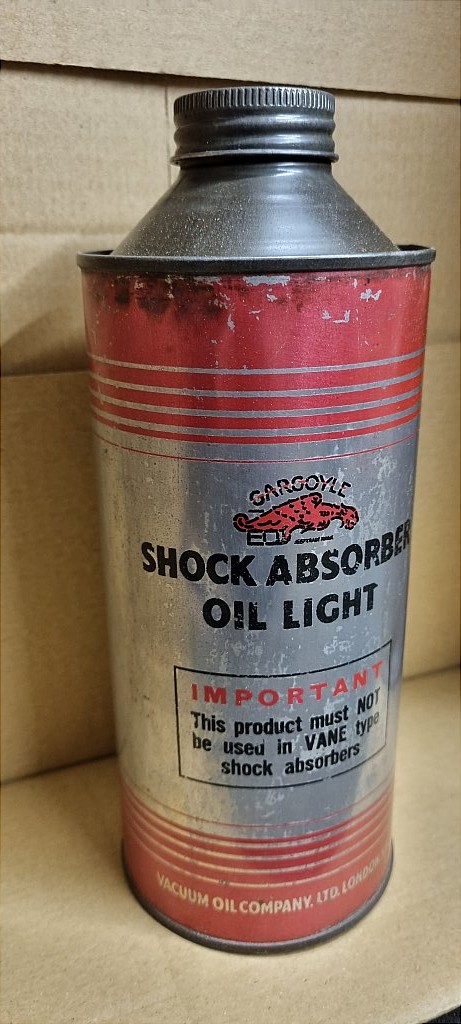 GARGOYLE
SHOCK ABSORBER
OIL LIGHT
IMPORTANT
This product must NOT
be used in VANE type
shock absorbers
VACUUM OIL COMPANY, LTD. LONDON